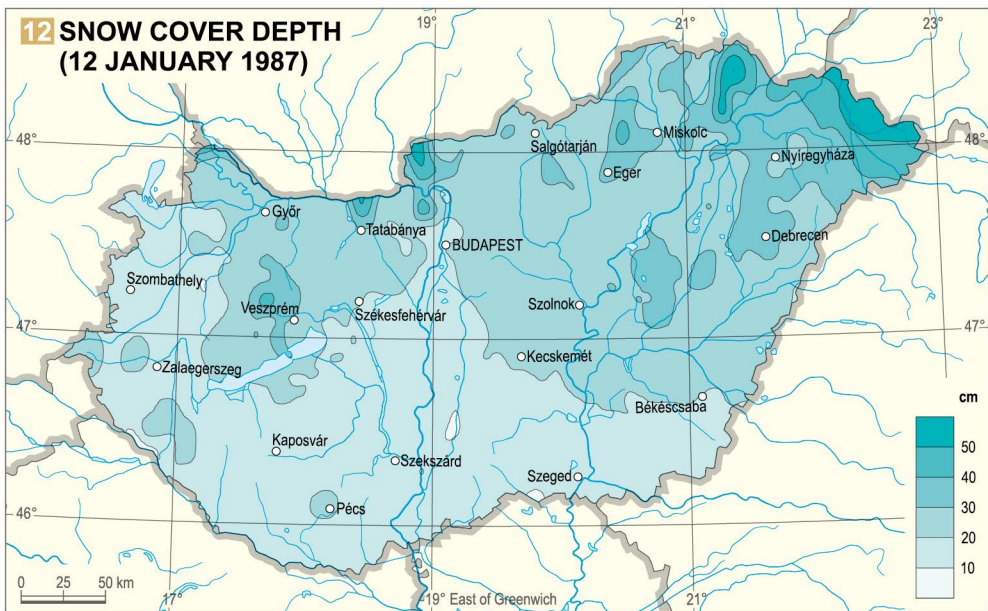 12 SNOW COVER DEPTH
(12 JANUARY 1987)
19°
21°
23°
48°
48°
Salgótarján
Miskolc
Nyíregyháza
Eger
Győr
Tatabánya
BUDAPEST
Debrecen
Szombathely
Veszprém
Székesfehérvár
Szolnok
47°
47°
Zalaegerszeg
Kecskemét
Békéscsaba
cm
50
40
30
20
10
Kaposvár
Szekszárd
Szeged
Pécs
46°
46°
0 25 50 km
17°
19° East of Greenwich
21°